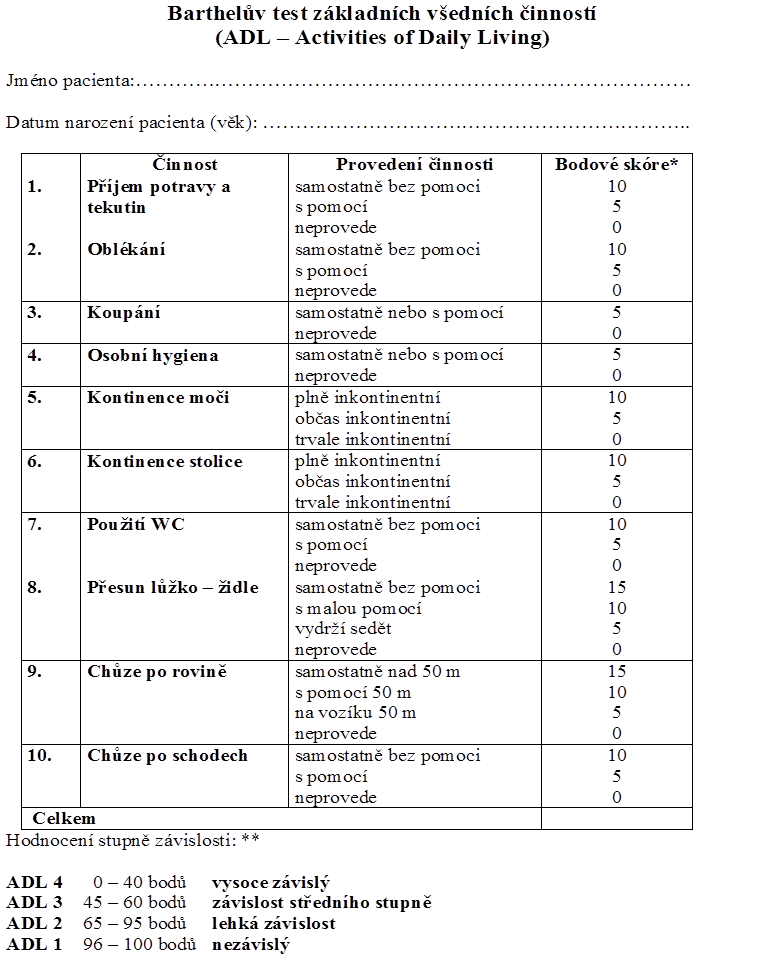 Barthelův test základních všedních činností
(ADL – Activities of Daily Living)
Jméno pacienta:…………………………………………………………………………
Datum narození pacienta (věk): ………………………………………………………..
Činnost Provedení činnosti Bodové skóre*
1. Příjem potravy a samostatně bez pomoci 10
tekutin s pomocí 5
neprovede 0
2. Oblékání samostatně bez pomoci 10
s pomocí 5
neprovede 0
3. Koupání samostatně nebo s pomocí 5
neprovede 0
4. Osobní hygiena samostatně nebo s pomocí 5
neprovede 0
5. Kontinence moči plně inkontinentní 10
občas inkontinentní 5
trvale inkontinentní 0
6. Kontinence stolice plně inkontinentní 10
občas inkontinentní 5
trvale inkontinentní 0
7. Použití WC samostatně bez pomoci 10
s pomocí 5
neprovede 0
8. Přesun lůžko – židle samostatně bez pomoci 15
s malou pomocí 10
vydrží sedět 5
neprovede 0
9. Chůze po rovině samostatně nad 50 m 15
s pomocí 50 m 10
na vozíku 50 m 5
neprovede 0
10. Chůze po schodech samostatně bez pomoci 10
s pomocí 5
neprovede 0
Celkem
Hodnocení stupně závislosti: **
ADL 4 0 – 40 bodů vysoce závislý
ADL 3 45 – 60 bodů závislost středního stupně
ADL 2 65 – 95 bodů lehká závislost
ADL 1 96 – 100 bodů nezávislý